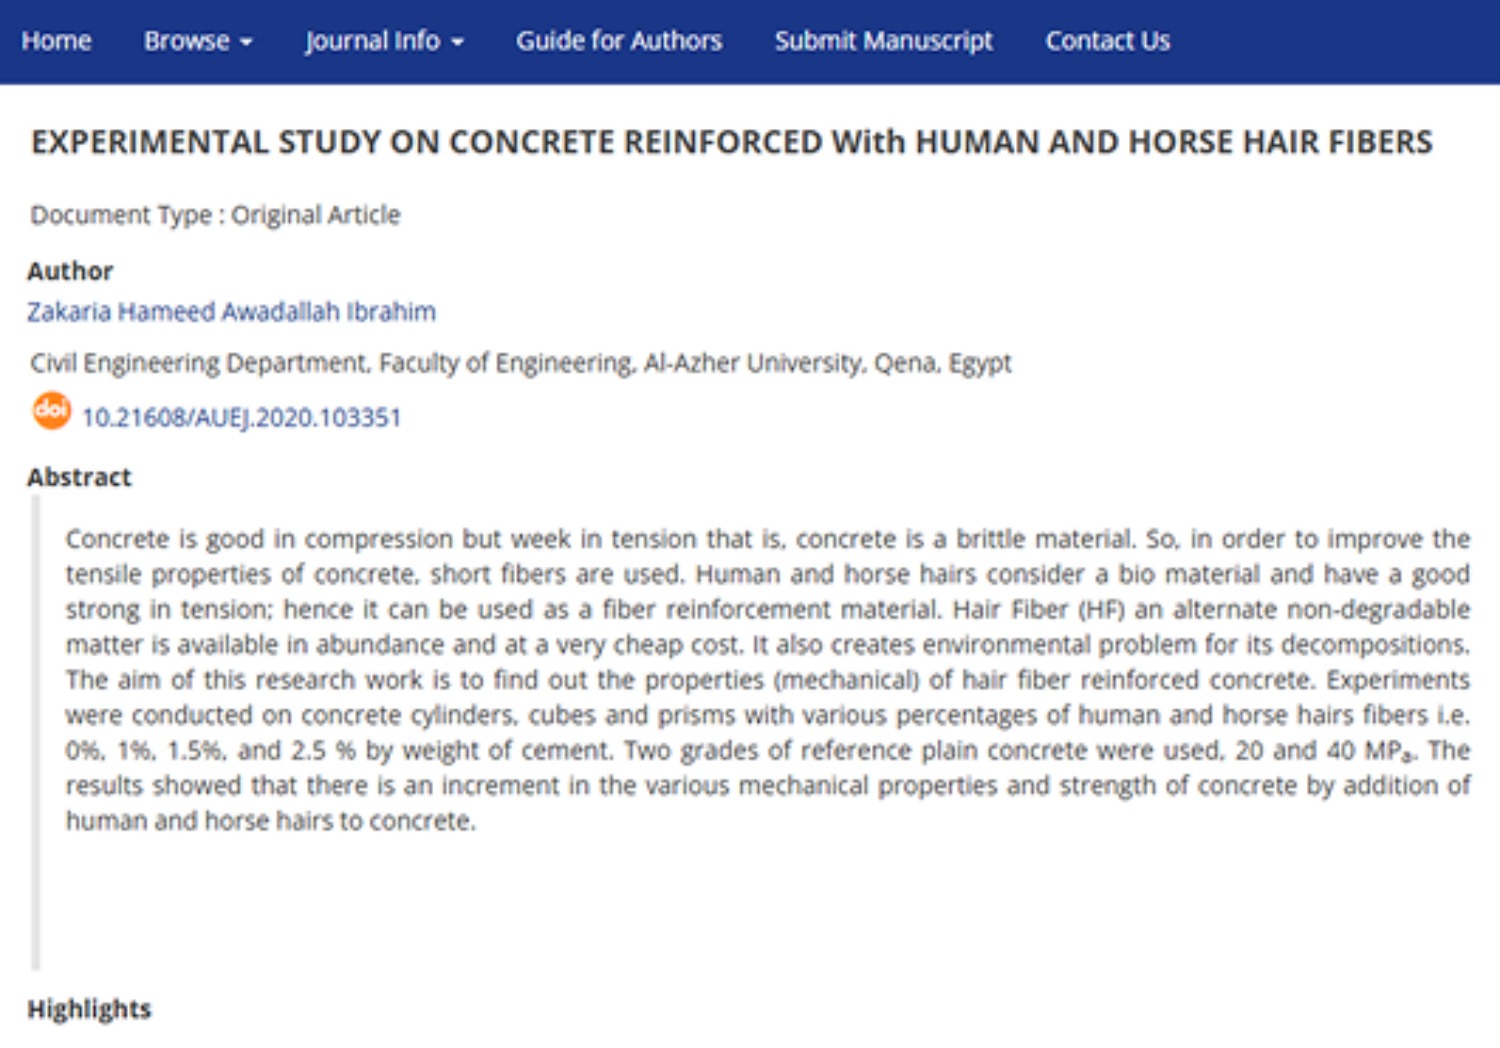 Home Browse Journal Info Guide for Authors Submit Manuscript Contact Us
EXPERIMENTAL STUDY ON CONCRETE REINFORCED With HUMAN AND HORSE HAIR FIBERS
Document Type : Original Article
Author
Zakaria Hameed Awadallah Ibrahim
Civil Engineering Department, Faculty of Engineering, Al-Azher University, Qena, Egypt
doi 10.21608/AUEJ.2020.103351
Abstract
Concrete is good in compression but week in tension that is, concrete is a brittle material. So, in order to improve the
tensile properties of concrete, short fibers are used. Human and horse hairs consider a bio material and have a good
strong in tension; hence it can be used as a fiber reinforcement material. Hair Fiber (HF) an alternate non-degradable
matter is available in abundance and at a very cheap cost. It also creates environmental problem for its decompositions.
The aim of this research work is to find out the properties (mechanical) of hair fiber reinforced concrete. Experiments
were conducted on concrete cylinders, cubes and prisms with various percentages of human and horse hairs fibers i.e.
0%, 1%, 1.5%, and 2.5 % by weight of cement. Two grades of reference plain concrete were used, 20 and 40 MPₐ. The
results showed that there is an increment in the various mechanical properties and strength of concrete by addition of
human and horse hairs to concrete.
Highlights